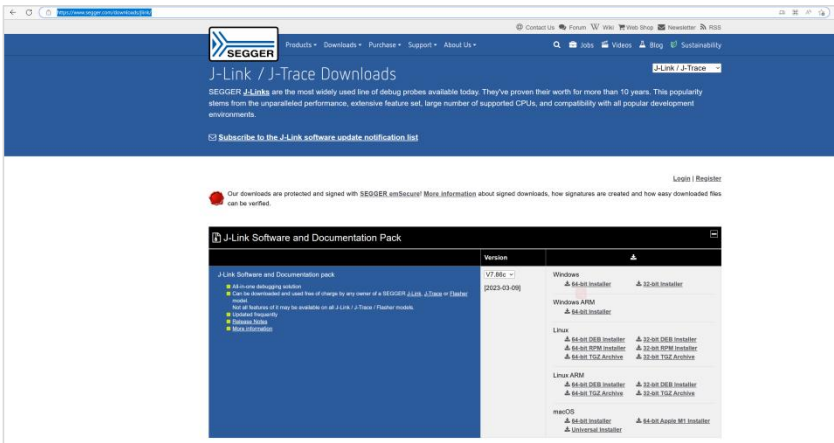 https://www.segger.com/downloads/jlink/
Contact Us Forum Wiki Web Shop Newsletter RSS
SEGGER
Products Downloads Purchase Support About Us Jobs Videos Blog Sustainability
J-Link / J-Trace Downloads
J-Link / J-Trace
SEGGER J-Links are the most widely used line of debug probes available today. They've proven their worth for more than 10 years. This popularity
stems from the unparalleled performance, extensive feature set, large number of supported CPUs, and compatibility with all popular development
environments.
Subscribe to the J-Link software update notification list
Login | Register
Our downloads are protected and signed with SEGGER emSecure! More information about signed downloads, how signatures are created and how easy downloaded files
can be verified.
J-Link Software and Documentation Pack
Version
J-Link Software and Documentation pack
All-in-one debugging solution
Can be downloaded and used free of charge by any owner of a SEGGER J-Link, J-Trace or Flasher
model.
Not all features of it may be available on all J-Link / J-Trace / Flasher models.
Updated frequently
Release Notes
More information
V7.86c
[2023-03-09]
Windows
64-bit Installer 32-bit Installer
Windows ARM
64-bit Installer
Linux
64-bit DEB Installer 32-bit DEB Installer
64-bit RPM Installer 32-bit RPM Installer
64-bit TGZ Archive 32-bit TGZ Archive
Linux ARM
64-bit DEB Installer 32-bit DEB Installer
64-bit TGZ Archive 32-bit TGZ Archive
macOS
64-bit Installer 64-bit Apple M1 Installer
Universal Installer